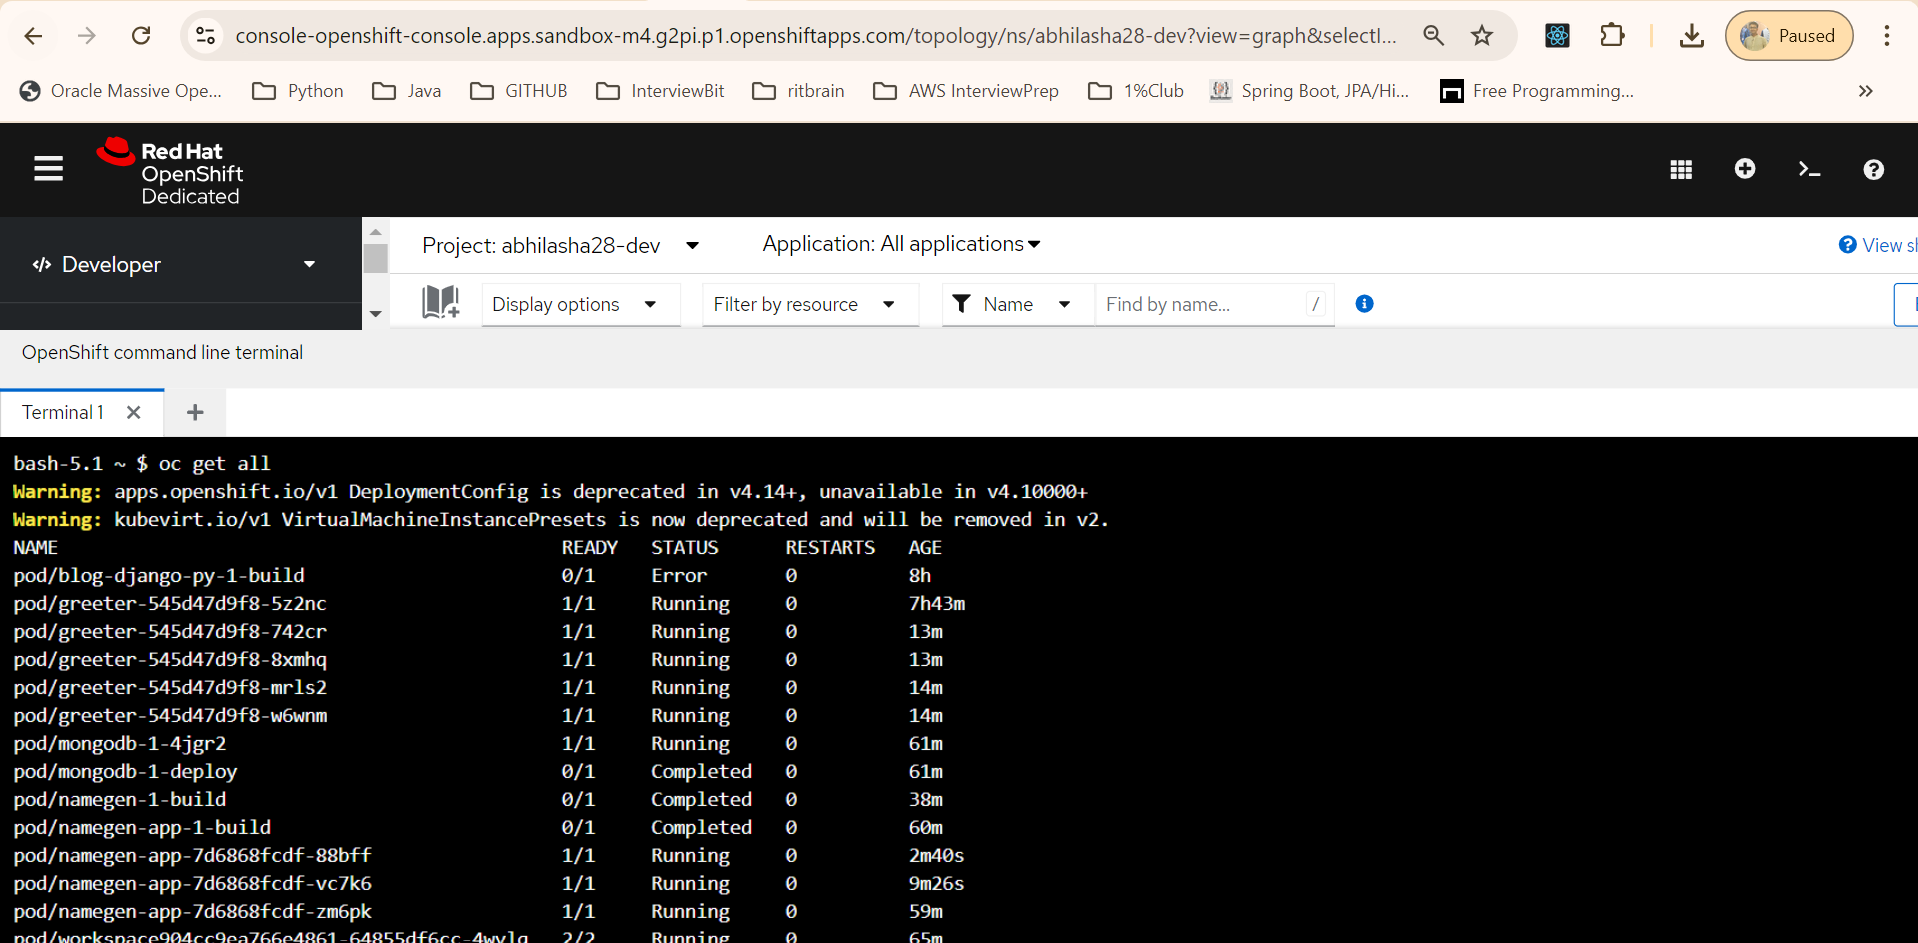 console-openshift-console.apps.sandbox-m4.g2pi.p1.openshiftapps.com/topology/ns/abhilasha28-dev?view=graph&selectI...
Paused
Oracle Massive Ope... Python Java GITHUB InterviewBit ritbrain AWS InterviewPrep 1%Club Spring Boot, JPA/Hi... Free Programming...
Red Hat
OpenShift
Dedicated
Developer
Project: abhilasha28-dev Application: All applications View
Display options Filter by resource Name Find by name... /
OpenShift command line terminal
Terminal 1
bash-5.1 ~ $ oc get all
Warning: apps.openshift.io/v1 DeploymentConfig is deprecated in v4.14+, unavailable in v4.10000+
Warning: kubevirt.io/v1 VirtualMachineInstancePresets is now deprecated and will be removed in v2.
NAME READY STATUS RESTARTS AGE
pod/blog-django-py-1-build 0/1 Error 0 8h
pod/greeter-545d47d9f8-5z2nc 1/1 Running 0 7h43m
pod/greeter-545d47d9f8-742cr 1/1 Running 0 13m
pod/greeter-545d47d9f8-8xmhq 1/1 Running 0 13m
pod/greeter-545d47d9f8-mrls2 1/1 Running 0 14m
pod/greeter-545d47d9f8-w6wnm 1/1 Running 0 14m
pod/mongodb-1-4jgr2 1/1 Running 0 61m
pod/mongodb-1-deploy 0/1 Completed 0 61m
pod/namegen-1-build 0/1 Completed 0 38m
pod/namegen-app-1-build 0/1 Completed 0 60m
pod/namegen-app-7d6868fcdf-88bff 1/1 Running 0 2m40s
pod/namegen-app-7d6868fcdf-vc7k6 1/1 Running 0 9m26s
pod/namegen-app-7d6868fcdf-zm6pk 1/1 Running 0 59m
pod/workspace904cc9ea766e4861-64855df6cc-4wvlq 2/2 Running 0 65m